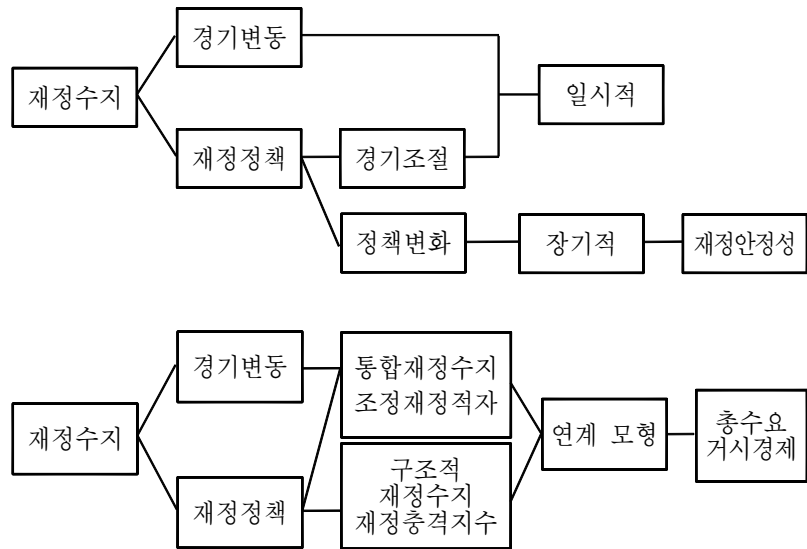 경기변동
재정수지
일시적
재정정책
경기조절
정책변화
장기적
재정안정성
경기변동
통합재정수지
조정재정적자
재정수지
연계 모형
총수요
거시경제
재정정책
구조적
재정수지
재정충격지수